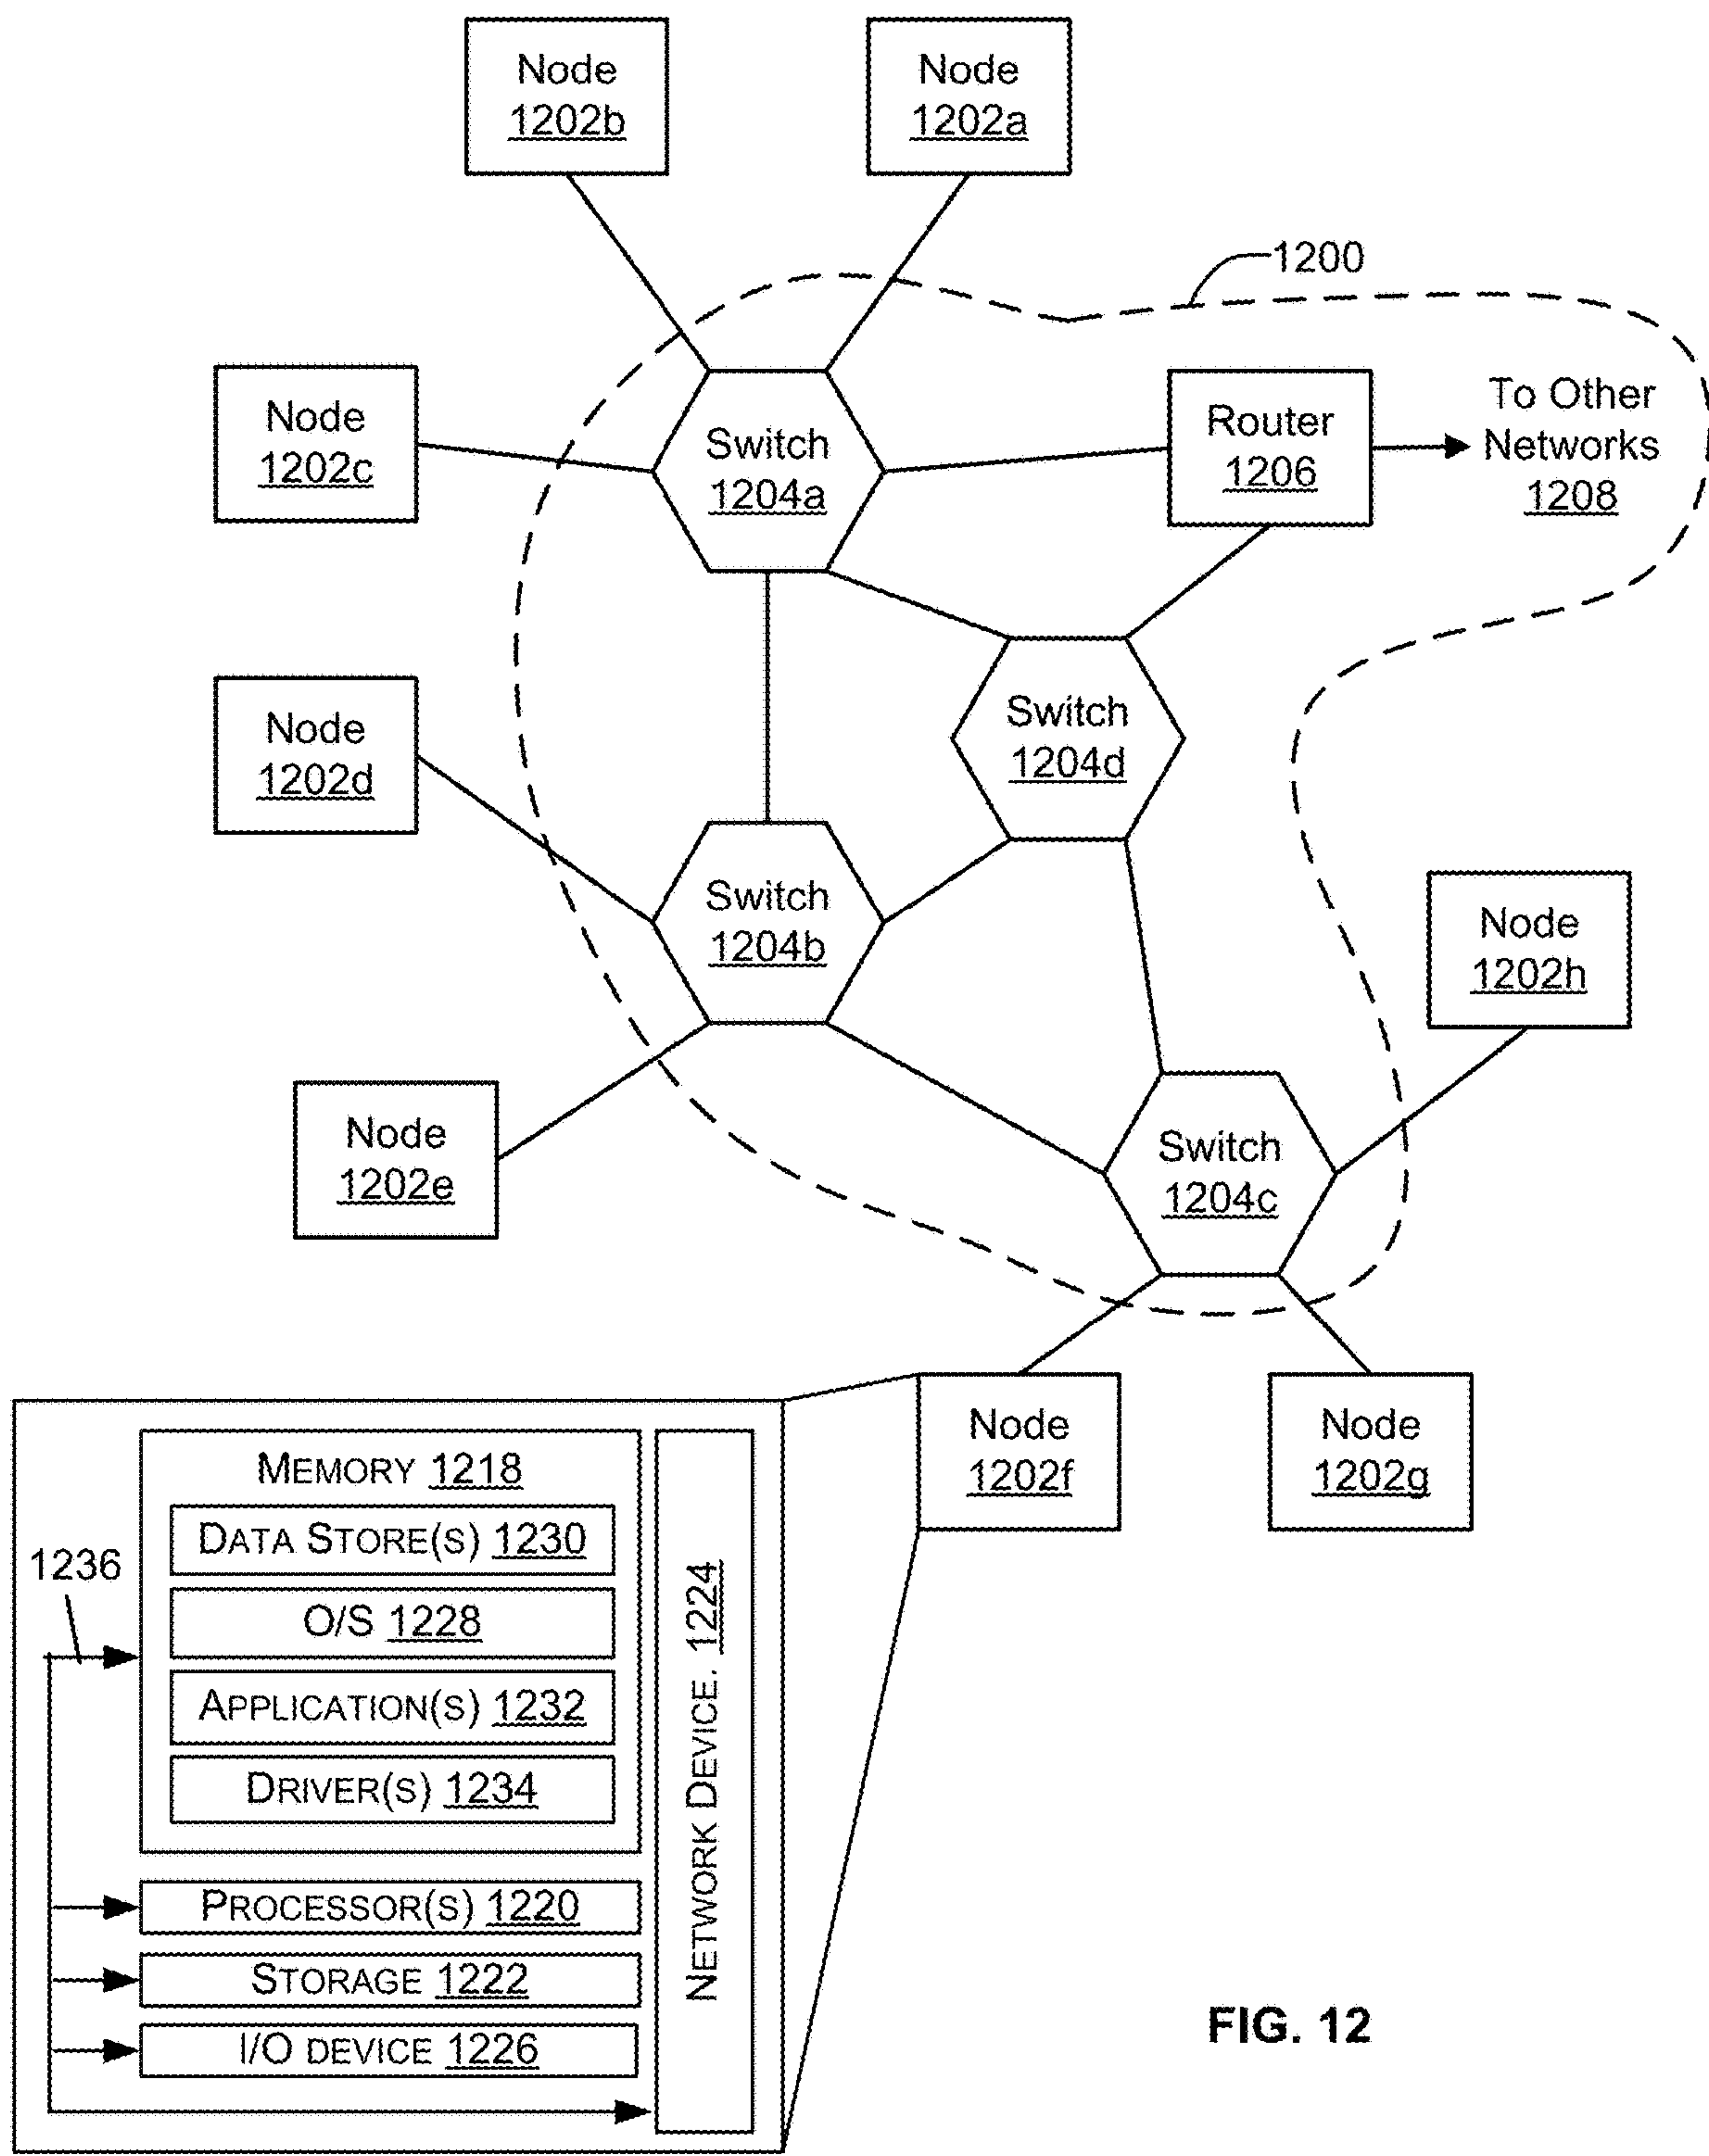 Node
1202b
Node
1202a
1200
Node
1202c
Switch
1204a
Router
1206
To Other
Networks
1208
Node
1202d
Switch
1204d
Switch
1204b
Node
1202h
Node
1202e
Switch
1204c
Node
1202f
Node
1202g
MEMORY 1218
DATA STORE(S) 1230
1236
O/S 1228
APPLICATION(S) 1232
DRIVER(S) 1234
NETWORK DEVICE. 1224
PROCESSOR(S) 1220
STORAGE 1222
I/O DEVICE 1226
FIG. 12